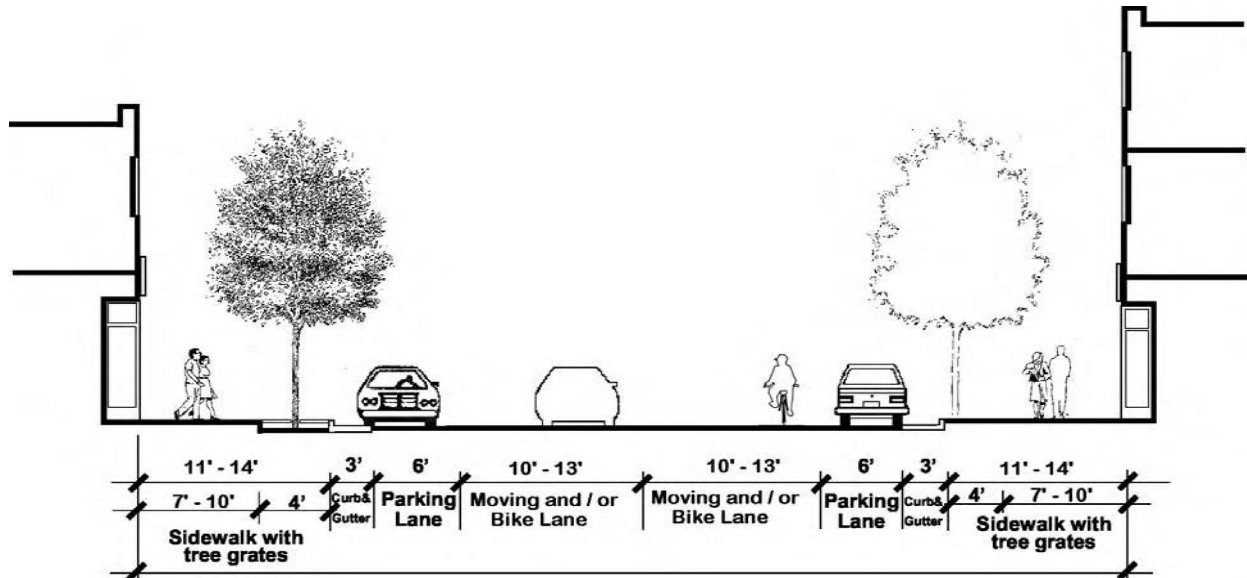 11' - 14' 3' 6' 10' - 13' 10' - 13' 6' 3' 11' - 14'
7' - 10' 4' Curb& Parking Moving and / or Moving and / or Parking Curb& 4' 7' - 10'
Gutter Lane Bike Lane Bike Lane Lane Gutter
Sidewalk with Sidewalk with
tree grates tree grates